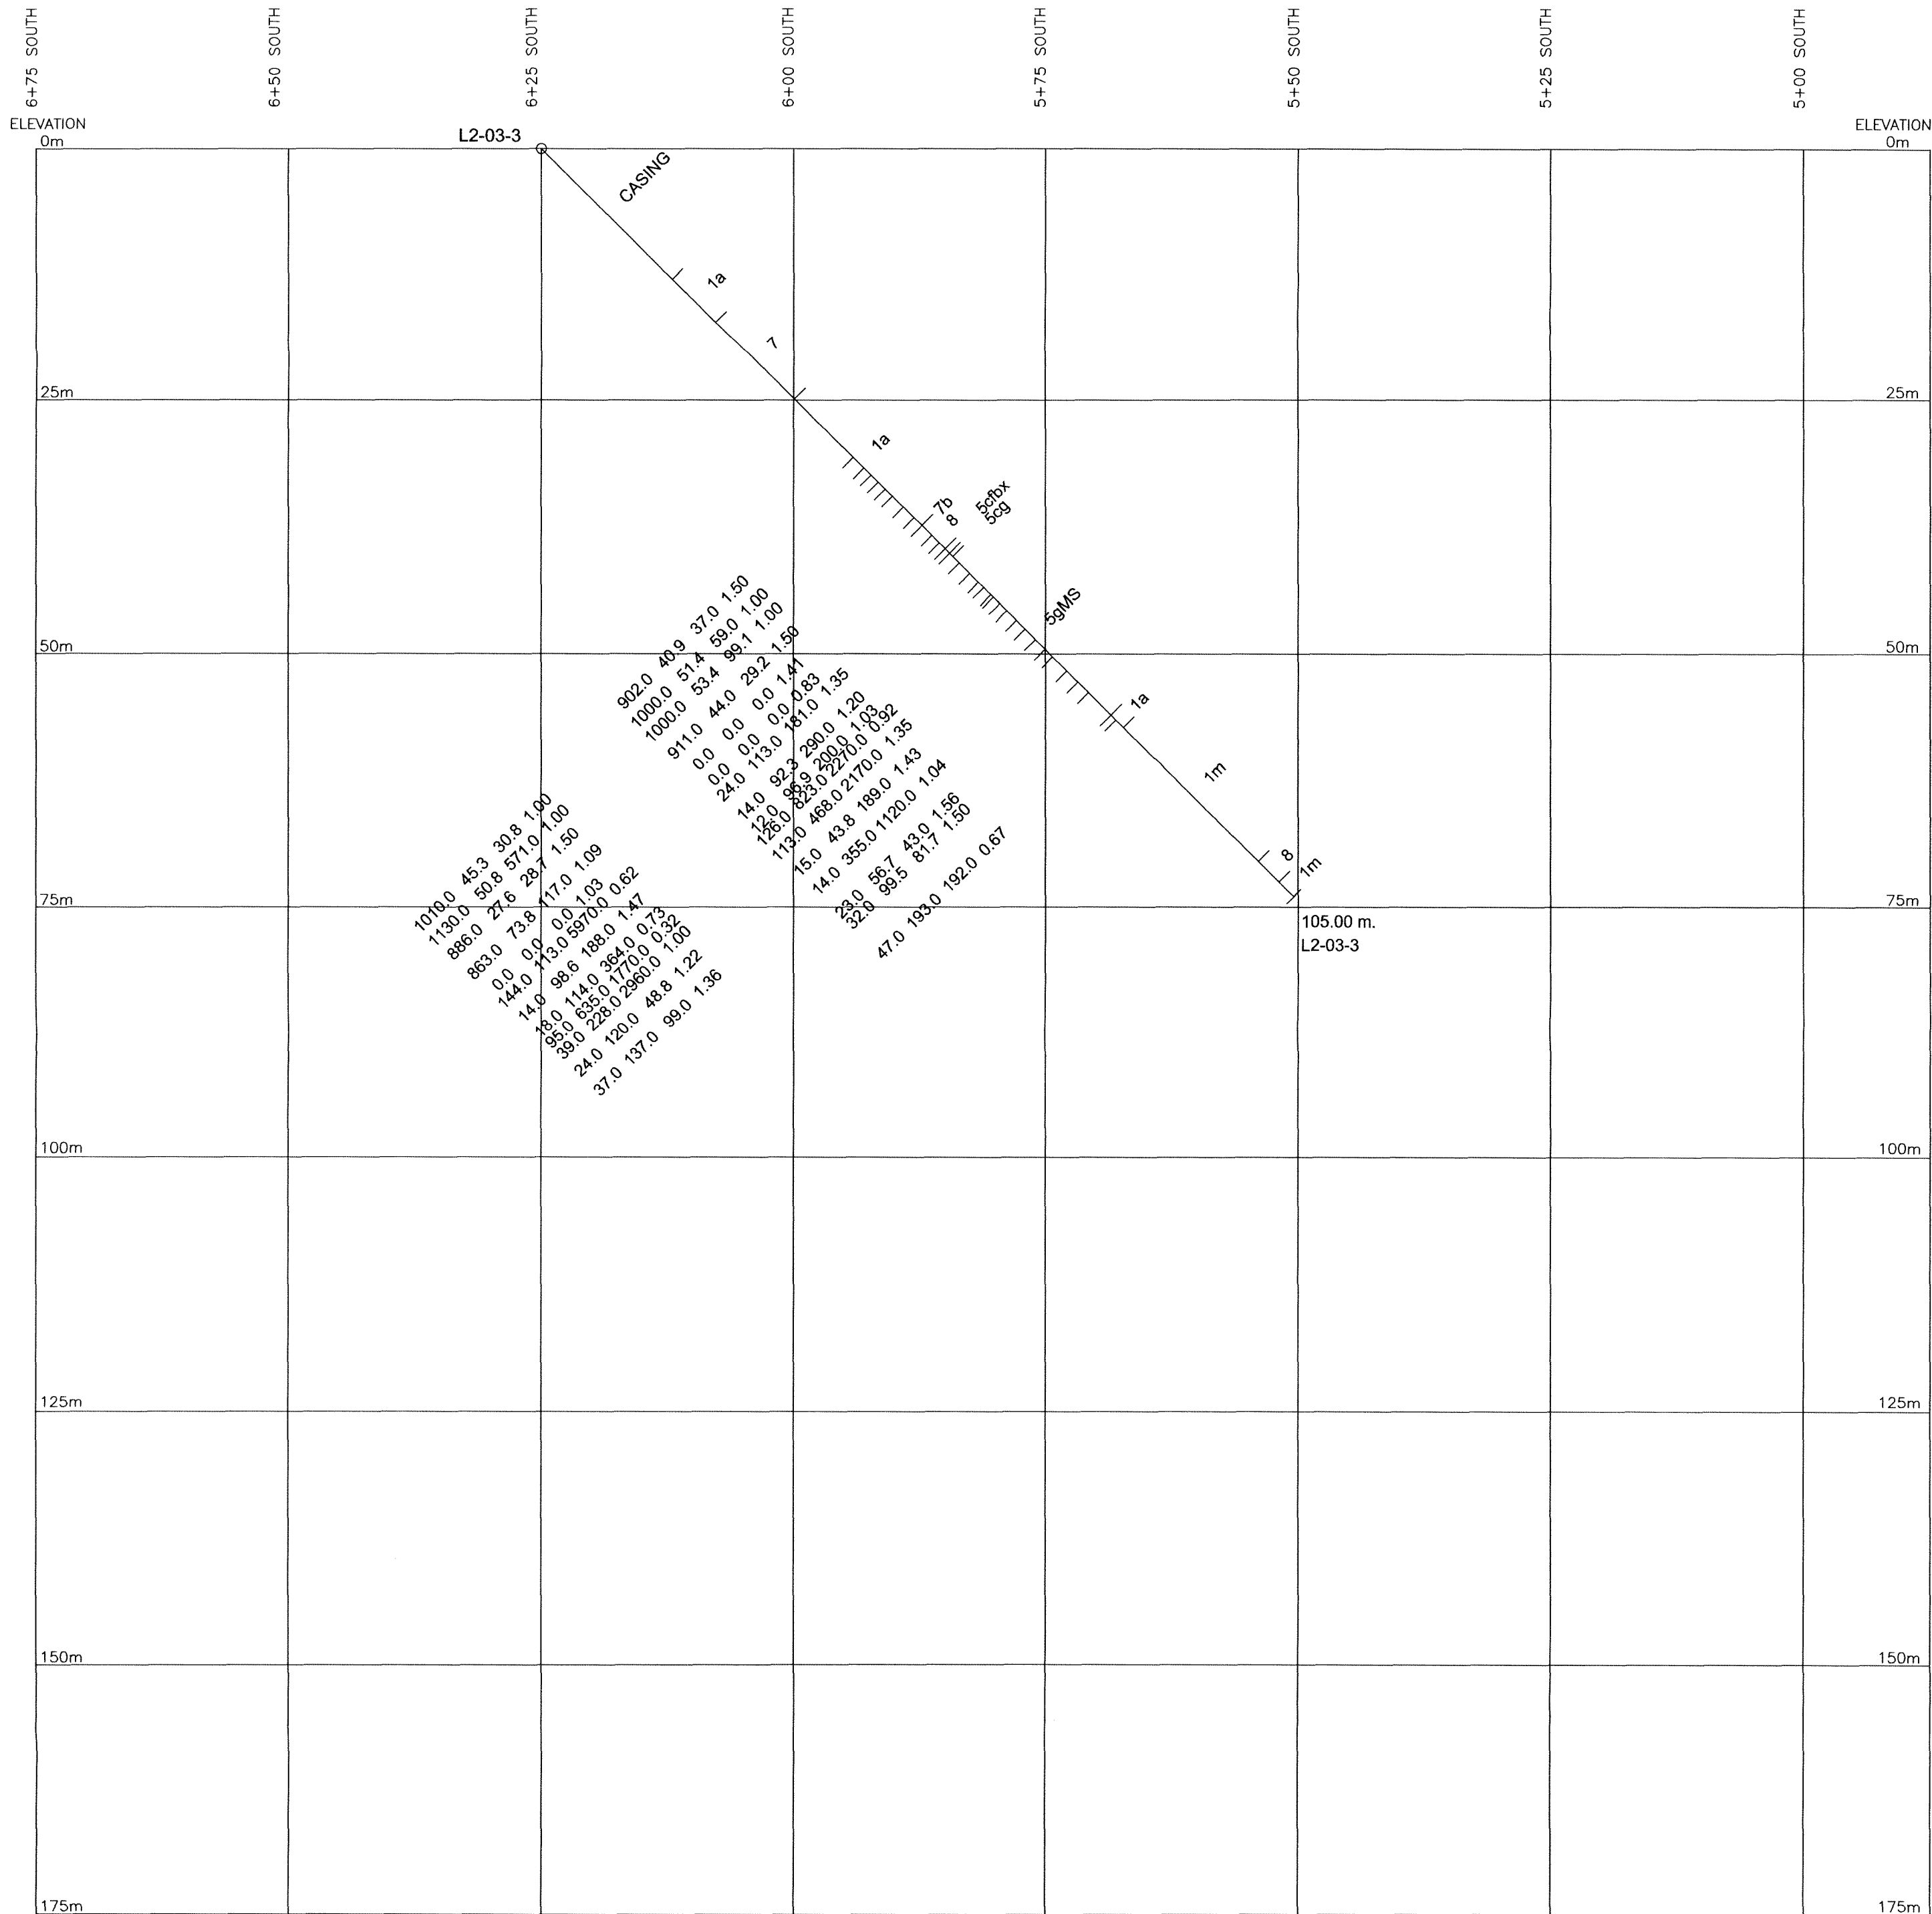 6+75 SOUTH
6+50 SOUTH
6+25 SOUTH
6+00 SOUTH
5+75 SOUTH
5+50 SOUTH
5+25 SOUTH
5+00 SOUTH
ELEVATION
0m
ELEVATION
0m
L2-03-3
CASING
1a
7
25m
25m
1a
7b
8
5cfbx
5cg
5gMS
50m
50m
1a
1m
8
1m
902.0 40.9 37.0 1.50
1000.0 51.4 59.0 1.00
1000.0 53.4 99.1 1.00
911.0 44.0 29.2 1.50
0.0 0.0 0.0 1.41
0.0 0.0 0.0 0.83
24.0 113.0 181.0 1.35
14.0 92.3 290.0 1.20
12.0 96.9 200.0 1.03
126.0 823.0 2270.0 0.92
113.0 468.0 2170.0 1.35
15.0 43.8 189.0 1.43
14.0 355.0 1120.0 1.04
23.0 56.7 43.0 1.56
32.0 99.5 81.7 1.50
47.0 193.0 192.0 0.67
1010.0 45.3 30.8 1.00
1130.0 50.8 571.0 1.00
886.0 27.6 28.7 1.50
863.0 73.8 117.0 1.09
0.0 0.0 0.0 1.03
144.0 113.0 5970.0 0.62
14.0 98.6 188.0 1.47
18.0 114.0 364.0 0.73
95.0 635.0 1770.0 0.32
39.0 228.0 2960.0 1.00
24.0 120.0 48.8 1.22
37.0 137.0 99.0 1.36
75m
75m
105.00 m.
L2-03-3
100m
100m
125m
125m
150m
150m
175m
175m